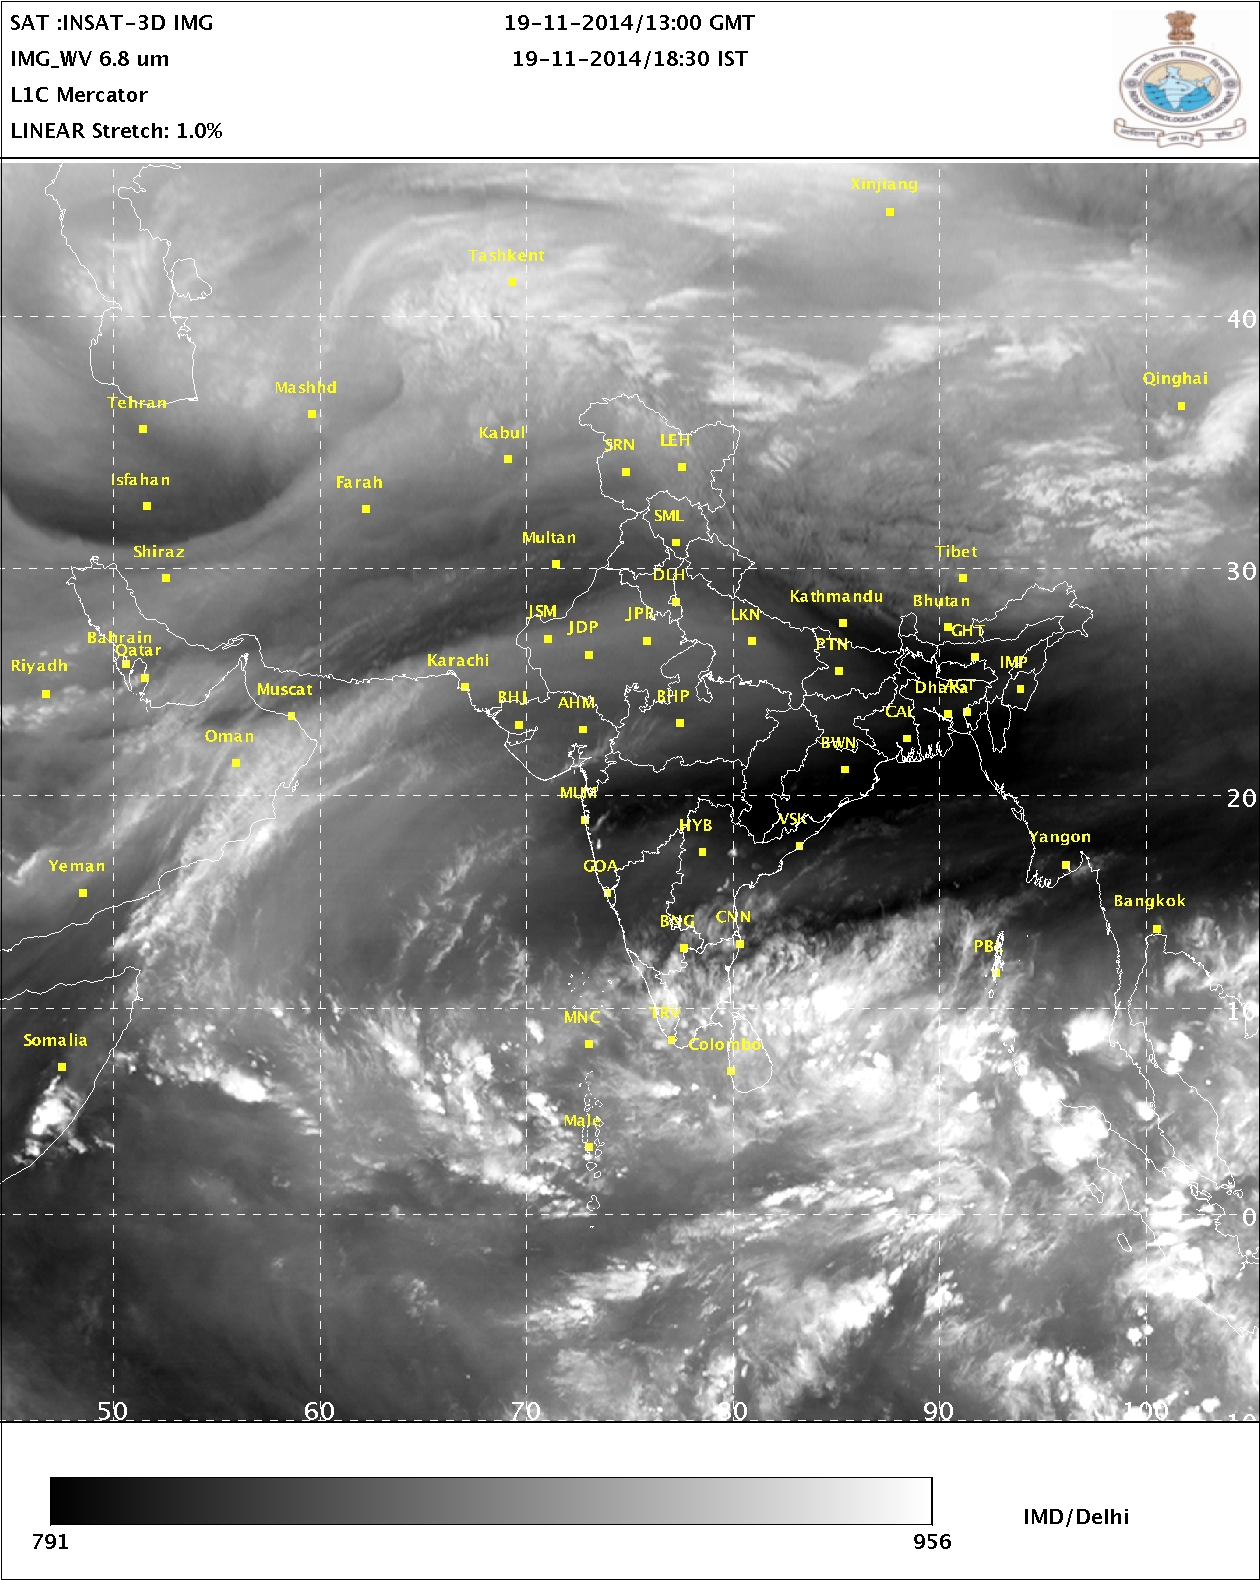 SAT :INSAT-3D IMG
19-11-2014/13:00 GMT
IMG_WV 6.8 um
19-11-2014/18:30 IST
L1C Mercator
LINEAR Stretch: 1.0%
Xinjiang
Tashkent
40
Qinghai
Mashhd
Tehran
Kabul
SRN
LEH
Isfahan
Farah
SML
Multan
Shiraz
Tibet
30
DLH
Kathmandu
Bhutan
JSM
JPR
LKN
JDP
GHT
Bahrain
Qatar
PTN
Riyadh
Karachi
IMP
Muscat
Dhaka
BHJ
BHP
AHM
CAL
Oman
BWN
MUM
20
HYB
VSK
Yangon
Yeman
GOA
Bangkok
BNG
CNN
PBL
10
MNC
TRV
Somalia
Colombo
Male
0
50
60
70
80
90
100
10
791
956
IMD/Delhi